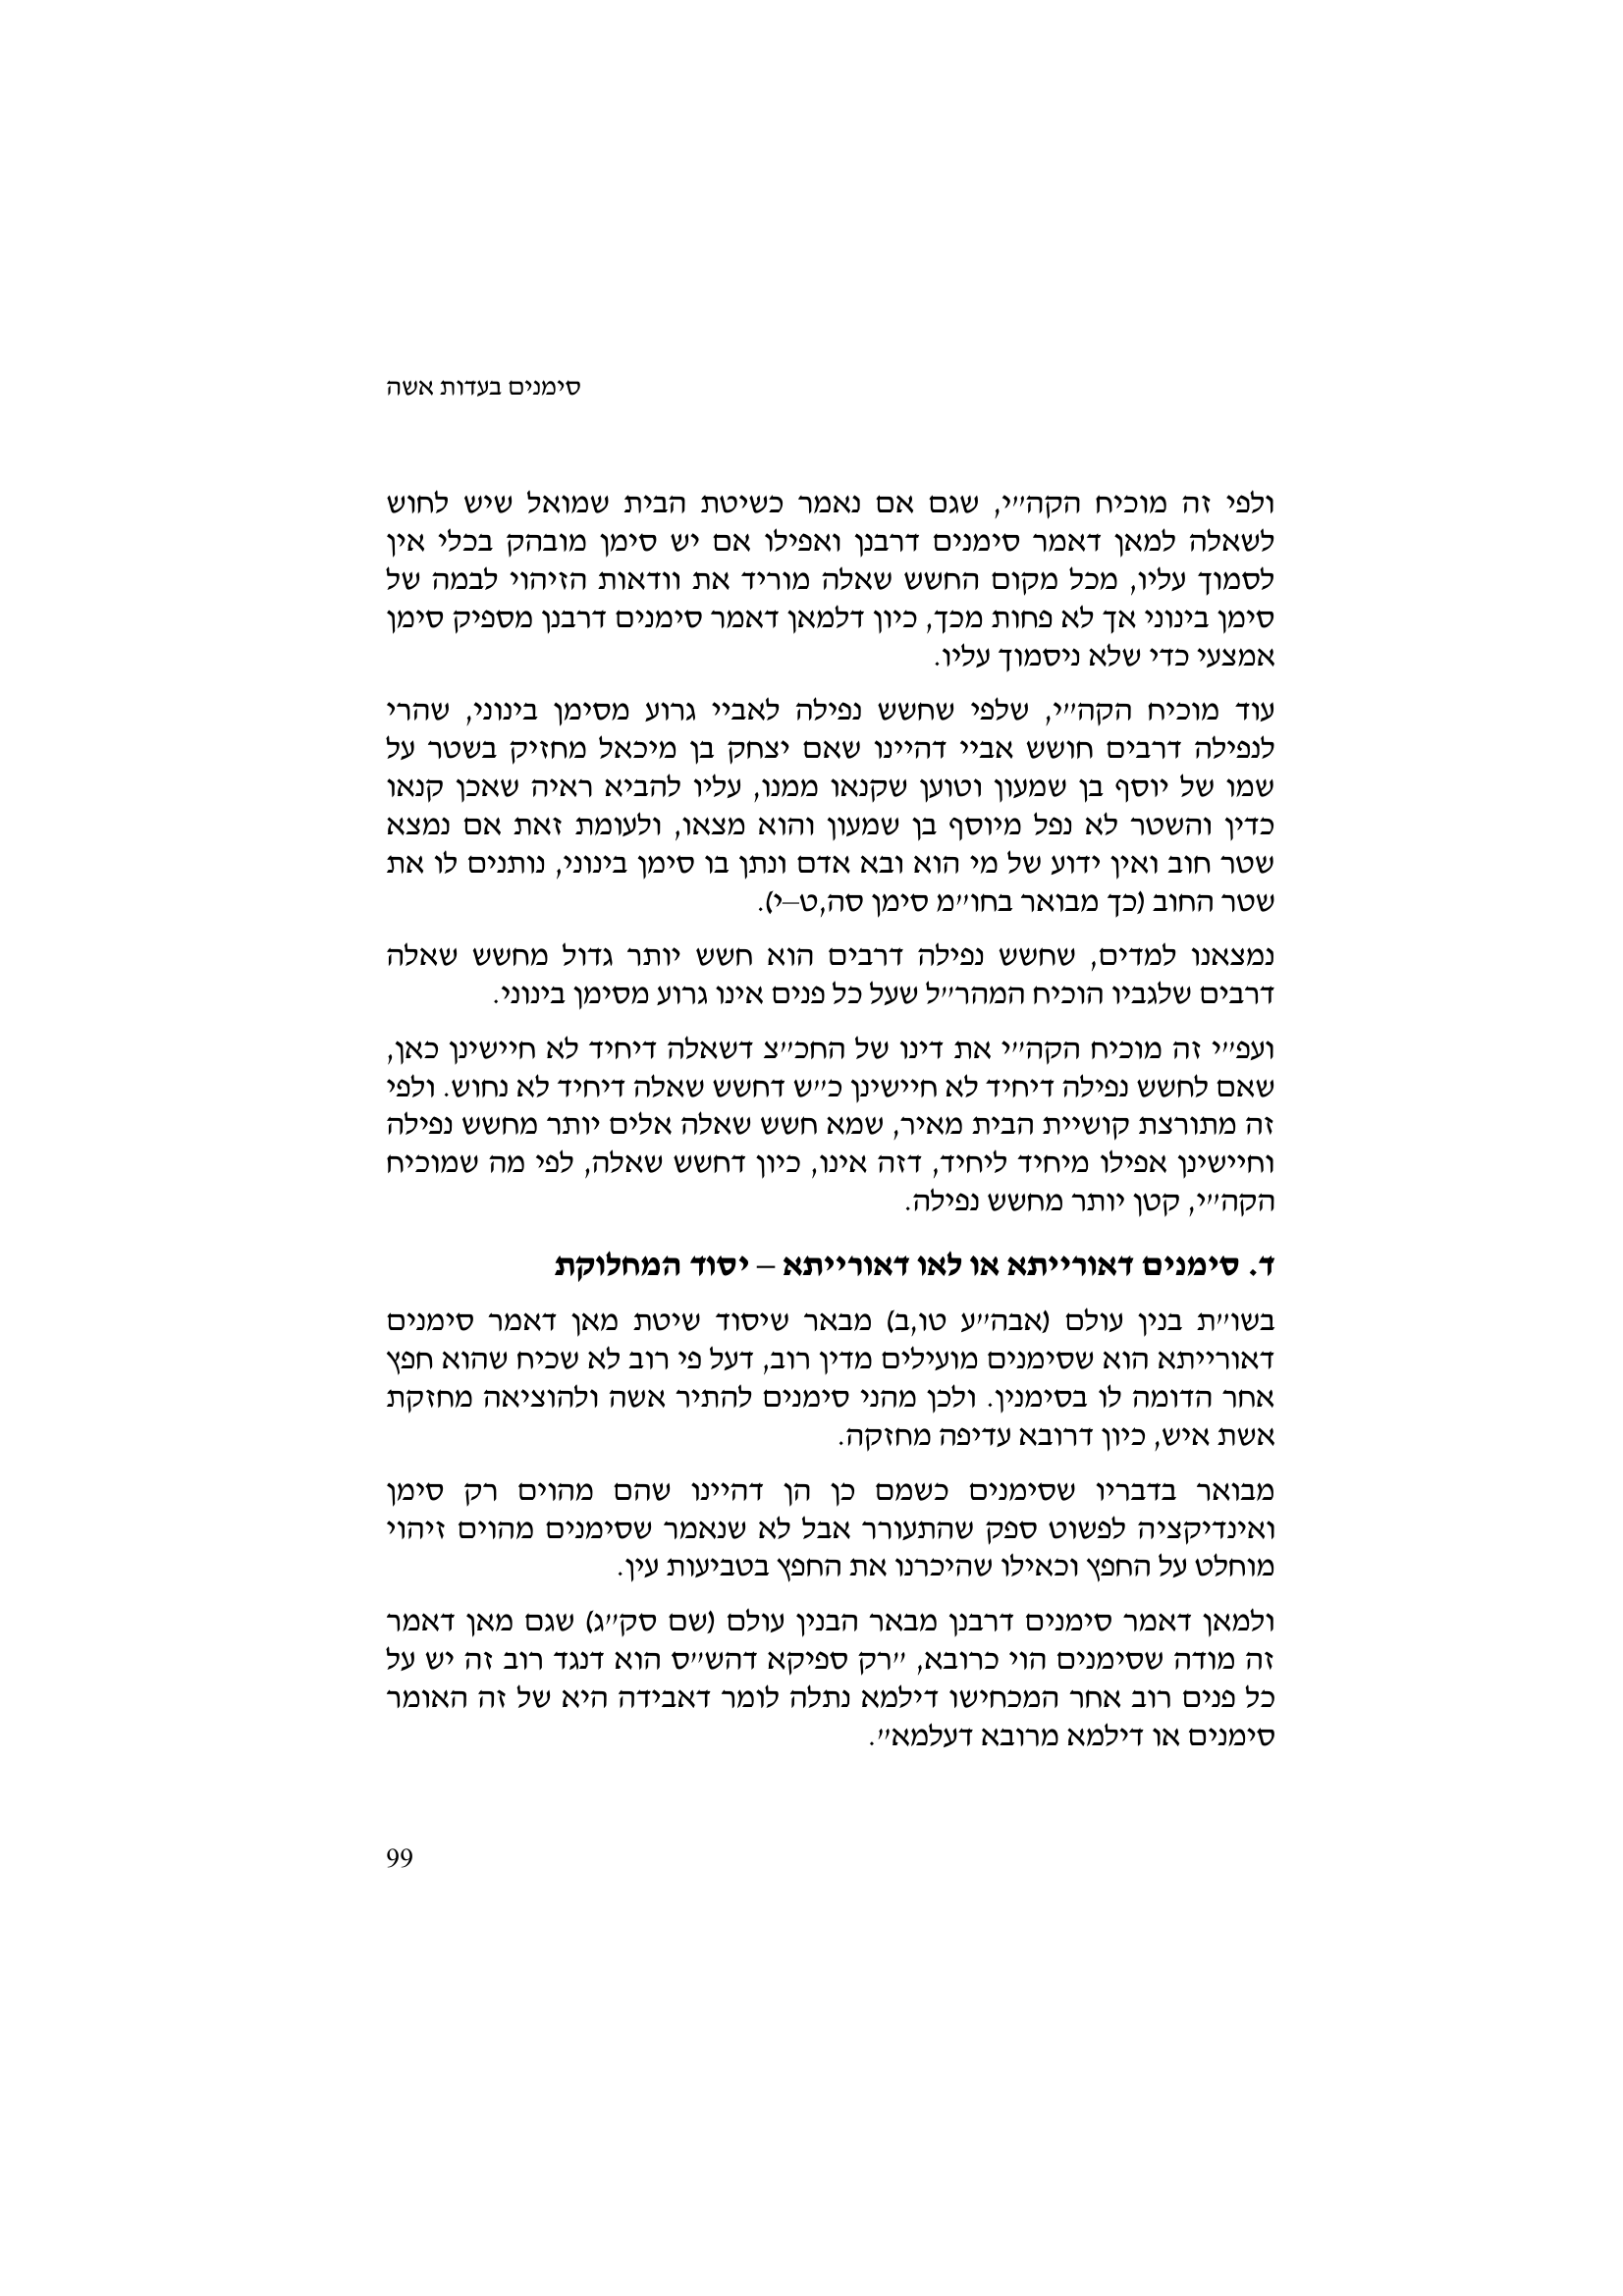 סימנים בעדות אשה
ולפי זה מוכיח הקה״י, שגם אם נאמר כשיטת הבית שמואל שיש לחוש
לשאלה למאן דאמר סימנים דרבנן ואפילו אם יש סימן מובהק בכלי אין
לסמוך עליו, מכל מקום החשש שאלה מוריד את וודאות הזיהוי לבמה של
סימן בינוני אך לא פחות מכך, כיון דלמאן דאמר סימנים דרבנן מספיק סימן
אמצעי כדי שלא ניסמוך עליו.
עוד מוכיח הקה״י, שלפי שחשש נפילה לאביי גרוע מסימן בינוני, שהרי
לנפילה דרבים חושש אביי דהיינו שאם יצחק בן מיכאל מחזיק בשטר על
שמו של יוסף בן שמעון וטוען שקנאו ממנו, עליו להביא ראיה שאכן קנאו
כדין והשטר לא נפל מיוסף בן שמעון והוא מצאו, ולעומת זאת אם נמצא
שטר חוב ואין ידוע של מי הוא ובא אדם ונתן בו סימן בינוני, נותנים לו את
שטר החוב (כך מבואר בחו״מ סימן סה,ט–י).
נמצאנו למדים, שחשש נפילה דרבים הוא חשש יותר גדול מחשש שאלה
דרבים שלגביו הוכיח המהר״ל שעל כל פנים אינו גרוע מסימן בינוני.
ועפ״י זה מוכיח הקה״י את דינו של החכ״צ דשאלה דיחיד לא חיישינן כאן,
שאם לחשש נפילה דיחיד לא חיישינן כ״ש דחשש שאלה דיחיד לא נחוש. ולפי
זה מתורצת קושיית הבית מאיר, שמא חשש שאלה אלים יותר מחשש נפילה
וחיישינן אפילו מיחיד ליחיד, דזה אינו, כיון דחשש שאלה, לפי מה שמוכיח
הקה״י, קטן יותר מחשש נפילה.
ד. סימנים דאורייתא או לאו דאורייתא – יסוד המחלוקת
בשו״ת בנין עולם (אבה״ע טו,ב) מבאר שיסוד שיטת מאן דאמר סימנים
דאורייתא הוא שסימנים מועילים מדין רוב, דעל פי רוב לא שכיח שהוא חפץ
אחר הדומה לו בסימנין. ולכן מהני סימנים להתיר אשה ולהוציאה מחזקת
אשת איש, כיון דרובא עדיפה מחזקה.
מבואר בדבריו שסימנים כשמם כן הן דהיינו שהם מהוים רק סימן
ואינדיקציה לפשוט ספק שהתעורר אבל לא שנאמר שסימנים מהוים זיהוי
מוחלט על החפץ וכאילו שהיכרנו את החפץ בטביעות עין.
ולמאן דאמר סימנים דרבנן מבאר הבנין עולם (שם סק״ג) שגם מאן דאמר
זה מודה שסימנים הוי כרובא, ״רק ספיקא דהש״ס הוא דנגד רוב זה יש על
כל פנים רוב אחר המכחישו דילמא נתלה לומר דאבידה היא של זה האומר
סימנים או דילמא מרובא דעלמא״.
99